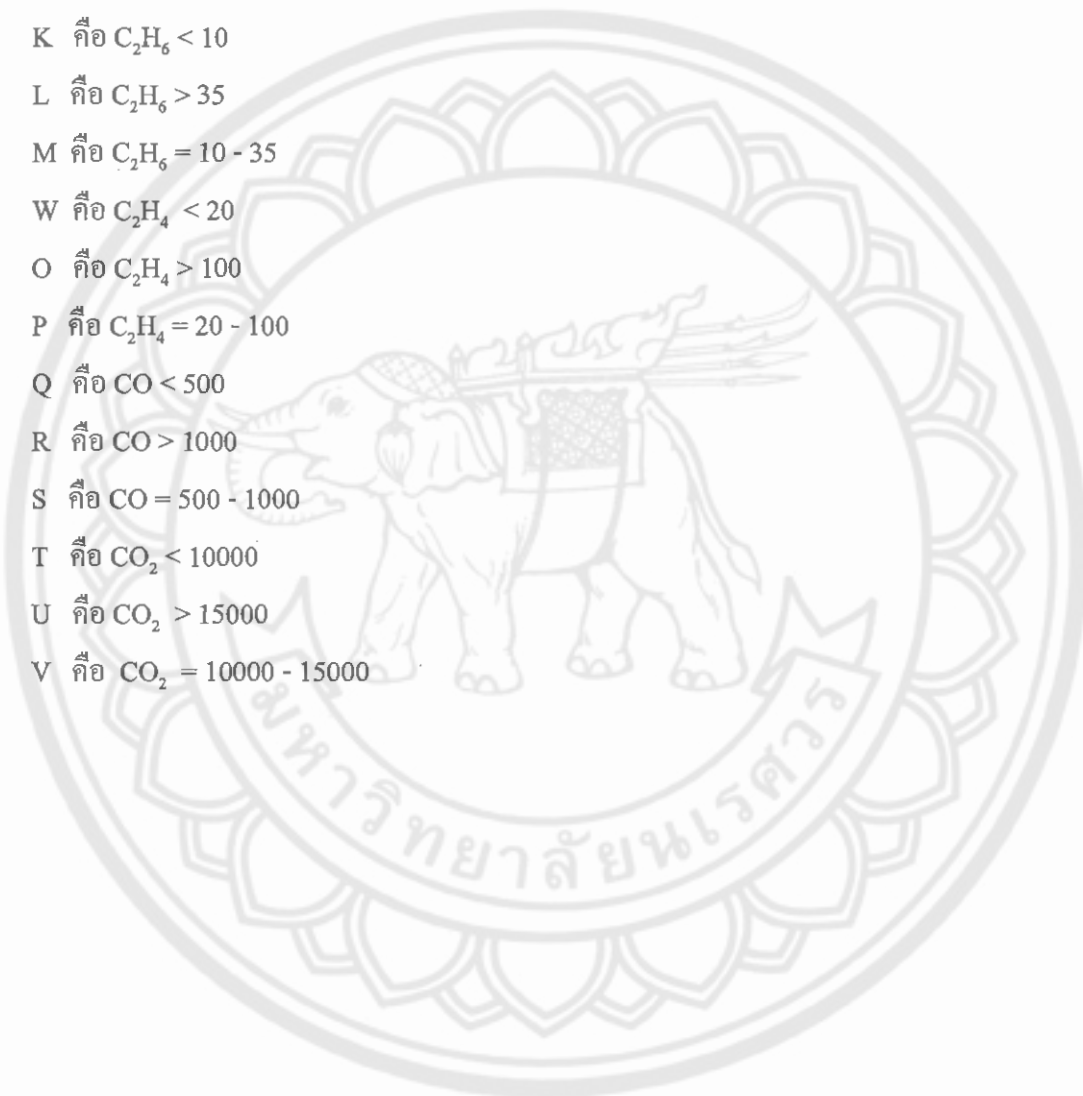 K คือ C₂H₆ < 10
L คือ C₂H₆ > 35
M คือ C₂H₆ = 10 - 35
W คือ C₂H₄ < 20
O คือ C₂H₄ > 100
P คือ C₂H₄ = 20 - 100
Q คือ CO < 500
R คือ CO > 1000
S คือ CO = 500 - 1000
T คือ CO₂ < 10000
U คือ CO₂ > 15000
V คือ CO₂ = 10000 - 15000
มหาวิทยาลัยนเรศวร